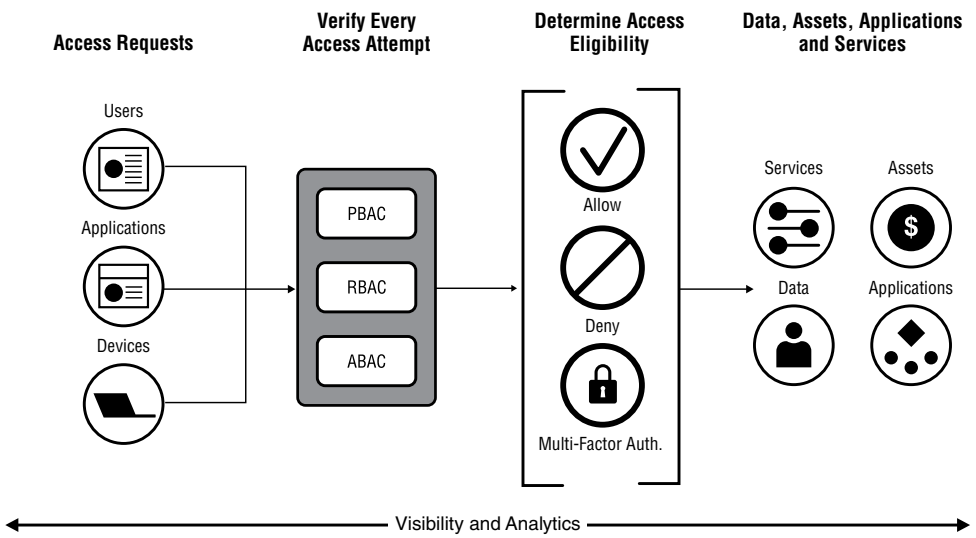 Access Requests
Verify Every
Access Attempt
Determine Access
Eligibility
Data, Assets, Applications
and Services
Users
Applications
Devices
PBAC
RBAC
ABAC
Allow
Deny
Multi-Factor Auth.
Services
Assets
$
Data
Applications
Visibility and Analytics